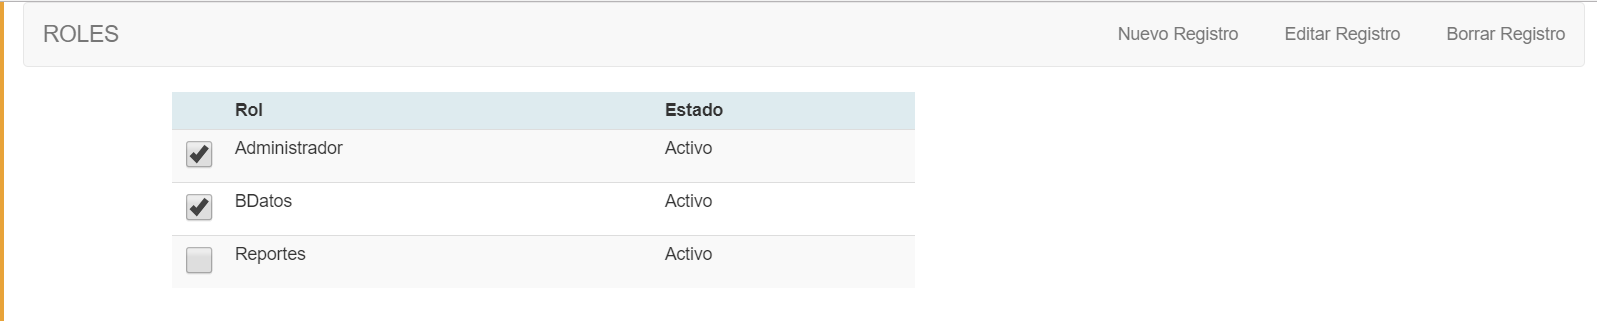 ROLES Nuevo Registro Editar Registro Borrar Registro
Rol Estado
Administrador Activo
BDatos Activo
Reportes Activo